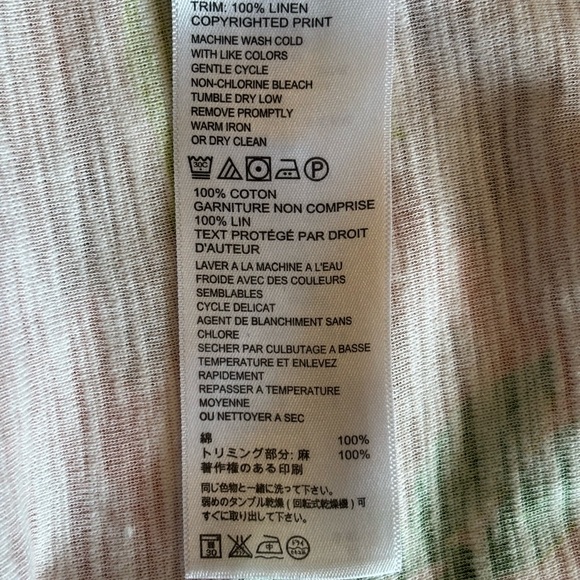 TRIM: 100% LINEN
COPYRIGHTED PRINT
MACHINE WASH COLD
WITH LIKE COLORS
GENTLE CYCLE
NON-CHLORINE BLEACH
TUMBLE DRY LOW
REMOVE PROMPTLY
WARM IRON
OR DRY CLEAN
30C P
100% COTON
GARNITURE NON COMPRISE
100% LIN
TEXT PROTÉGÉ PAR DROIT
D'AUTEUR
LAVER A LA MACHINE A L'EAU
FROIDE AVEC DES COULEURS
SEMBLABLES
CYCLE DELICAT
AGENT DE BLANCHIMENT SANS
CHLORE
SECHER PAR CULBUTAGE A BASSE
TEMPERATURE ET ENLEVEZ
RAPIDEMENT
REPASSER A TEMPERATURE
MOYENNE
OU NETTOYER A SEC
綿 100%
トリミング部分: 麻 100%
著作権のある印刷
同じ色物と一緒に洗って下さい。
弱めのタンブル乾燥（回転式乾燥機）可
すぐに取り出して下さい。
30 中 ドライ